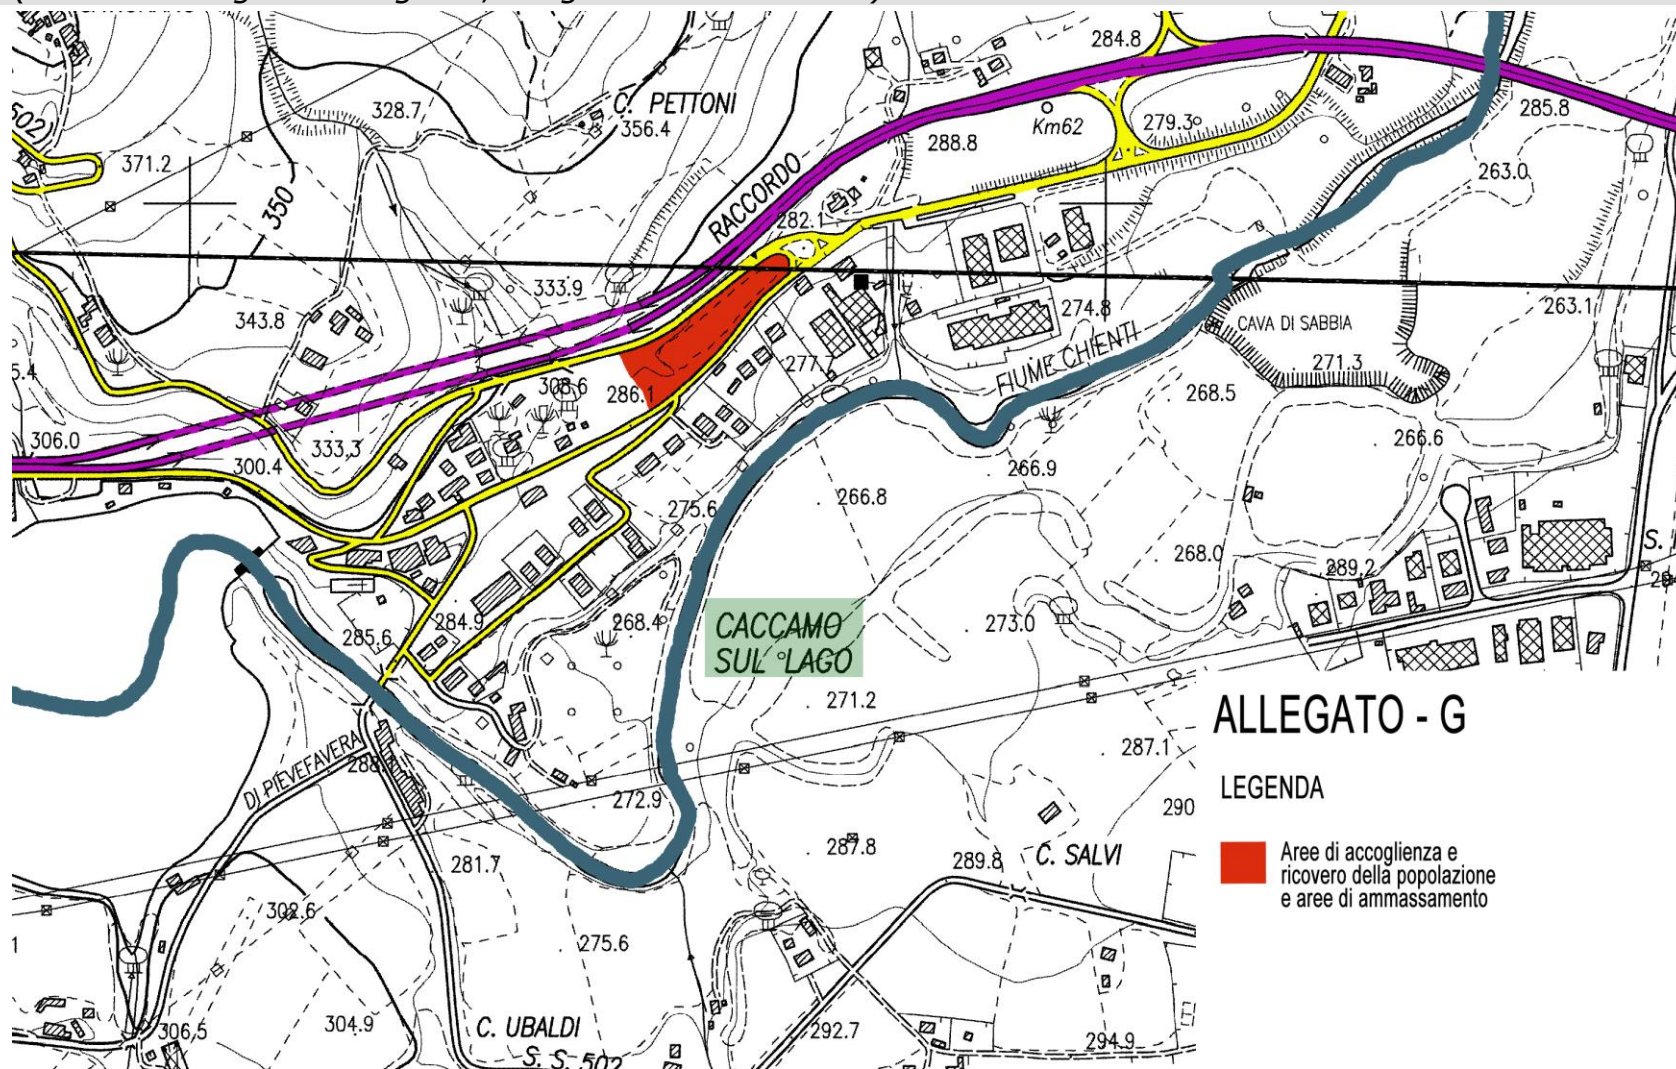 284.8
C. PETTONI
328.7
356.4
Km62
279.3
285.8
502)
288.8
371.2
263.0
350
RACCORDO
282.1
333.9
274.8
263.1
343.8
FIUME CHIENTI
CAVA DI SABBIA
277.7
271.3
308.6
286.1
268.5
306.0
333.3
300.4
266.6
266.9
266.8
275.6
268.0
289.2
284.9
285.6
268.4
CACCAMO
SUL LAGO
273.0
271.2
ALLEGATO - G
287.1
DI PIEVEFAVERA
LEGENDA
272.9
290
287.8
289.8
C. SALVI
281.7
Aree di accoglienza e
ricovero della popolazione
e aree di ammassamento
302.6
275.6
306.5
304.9
C. UBALDI
292.7
294.9
S. S. 502